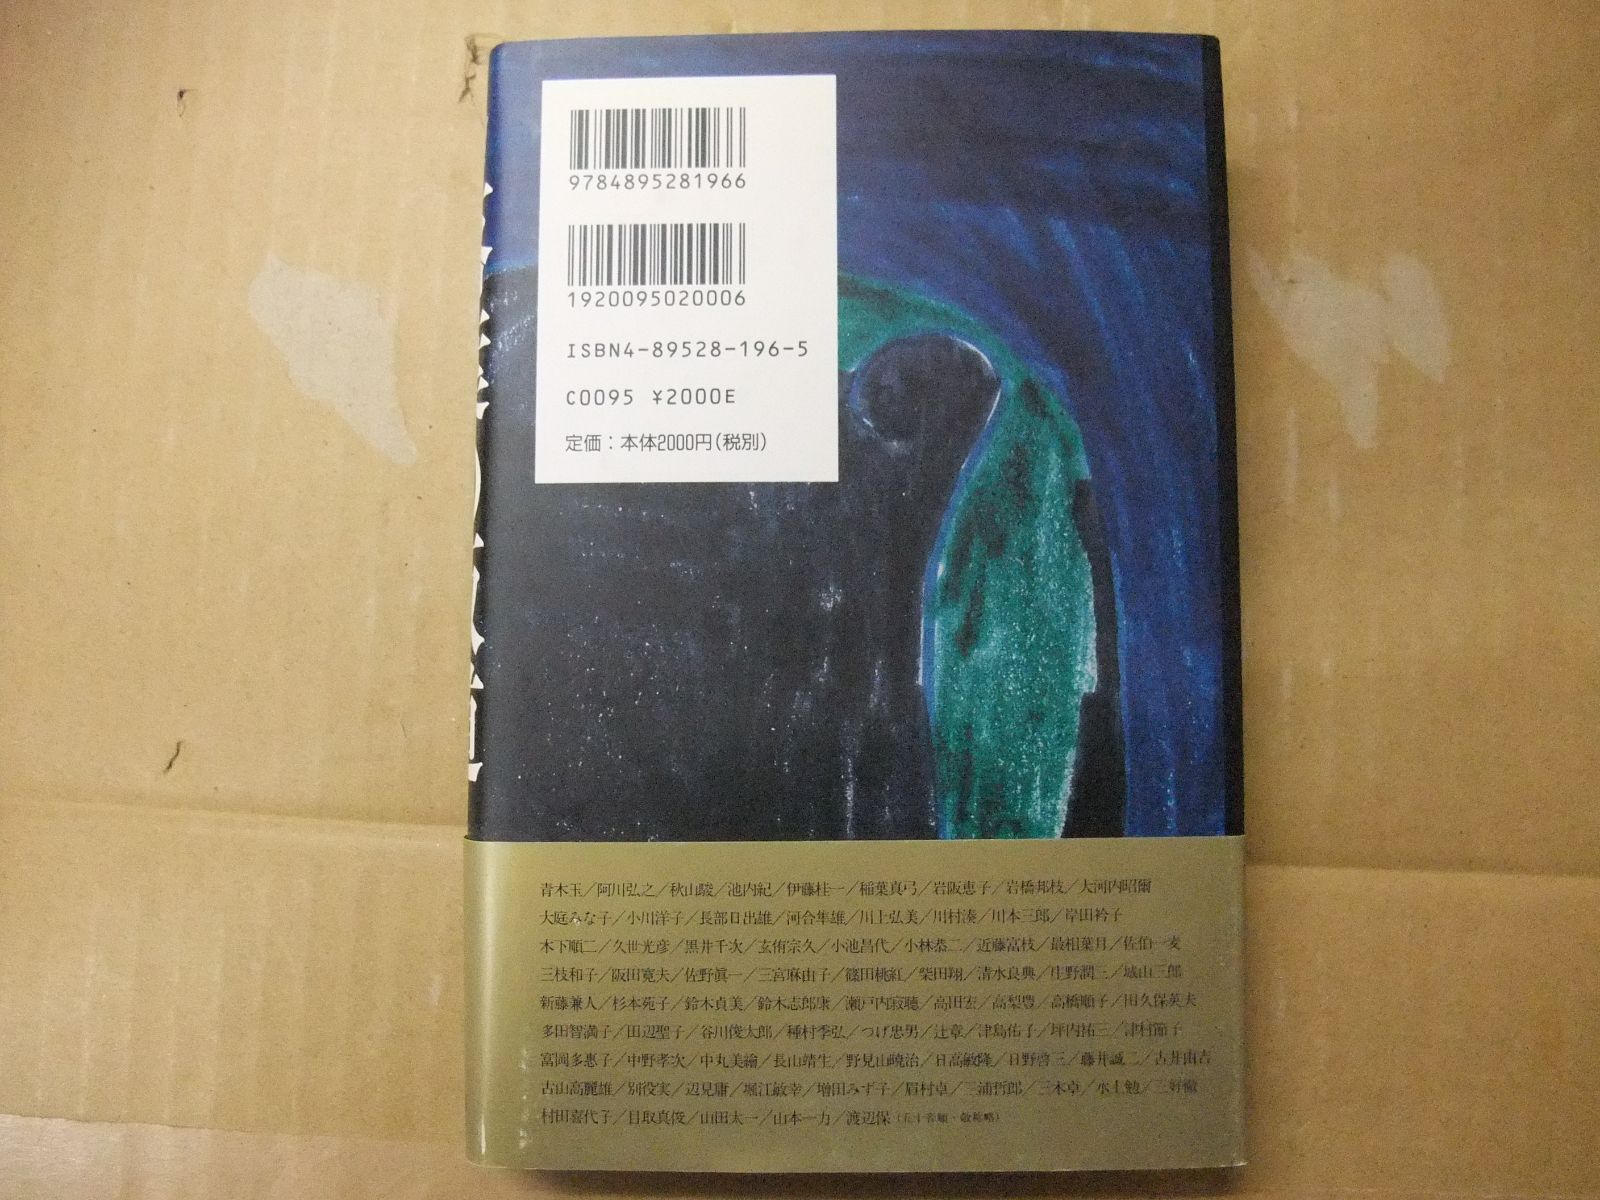 9784895281966
1920095020006
ISBN4-89528-196-5
C0095 ¥2000E
定価：本体2000円（税別）
青木玉／阿川弘之／秋山駿／池内紀／伊藤桂一／稲葉真弓／岩阪恵子／岩橋邦枝／大河内昭爾
大庭みな子／小川洋子／長部日出雄／河合隼雄／川上弘美／川村湊／川本三郎／岸田衿子
木下順二／久世光彦／黒井千次／玄侑宗久／小池昌代／小林恭二／近藤富枝／最相葉月／佐伯一麦
三枝和子／阪田寛夫／佐野眞一／三宮麻由子／篠田桃紅／柴田翔／清水良典／庄野潤三／城山三郎
新藤兼人／杉本苑子／鈴木貞美／鈴木志郎康／瀬戸内寂聴／高田宏／高梨豊／高橋順子／田久保英夫
多田智満子／田辺聖子／谷川俊太郎／種村季弘／つげ忠男／辻章／津島佑子／坪内祐三／津村節子
富岡多惠子／中野孝次／中丸美繪／長山靖生／野見山暁治／日高敏隆／日野啓三／藤井誠二／古井由吉
古山高麗雄／別役実／辺見庸／堀江敏幸／増田みず子／眉村卓／三浦哲郎／三木卓／水上勉／三好徹
村田喜代子／目取真俊／山田太一／山本一力／渡辺保（五十音順・敬称略）